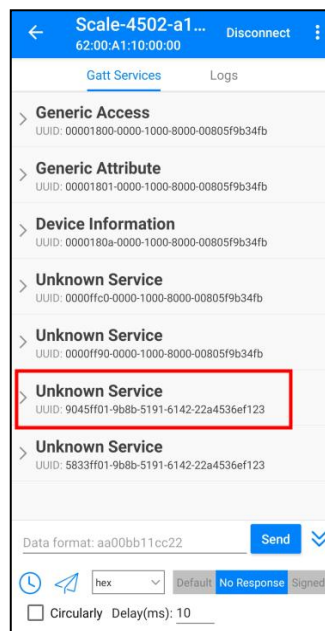 Scale-4502-a1...
Disconnect
62:00:A1:10:00:00
Gatt Services
Logs
Generic Access
UUID: 00001800-0000-1000-8000-00805f9b34fb
Generic Attribute
UUID: 00001801-0000-1000-8000-00805f9b34fb
Device Information
UUID: 0000180a-0000-1000-8000-00805f9b34fb
Unknown Service
UUID: 0000ffc0-0000-1000-8000-00805f9b34fb
Unknown Service
UUID: 0000ff90-0000-1000-8000-00805f9b34fb
Unknown Service
UUID: 9045ff01-9b8b-5191-6142-22a4536ef123
Unknown Service
UUID: 5833ff01-9b8b-5191-6142-22a4536ef123
Data format: aa00bb11cc22
Send
hex
Default
No Response
Signed
Circularly Delay(ms): 10